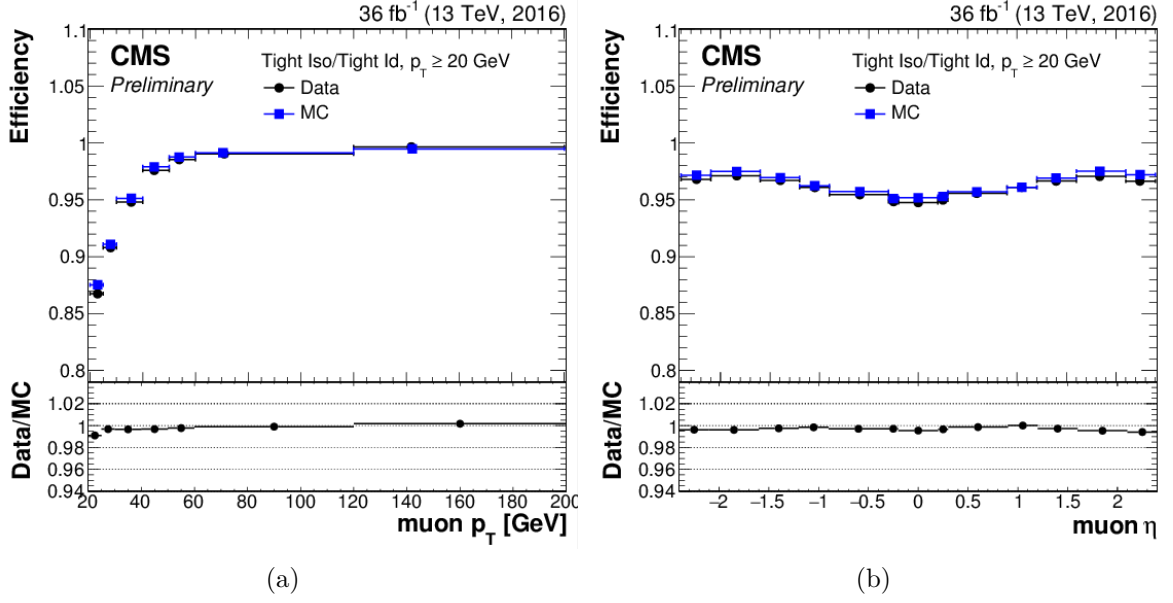 36 fb⁻¹ (13 TeV, 2016)
Efficiency
1.1
1.05
1
0.95
0.9
0.85
0.8
CMS
Preliminary
Tight Iso/Tight Id, p_T ≥ 20 GeV
Data
MC
Data/MC
1.02
1
0.98
0.96
0.94
20 40 60 80 100 120 140 160 180 200
muon p_T [GeV]
(a)
36 fb⁻¹ (13 TeV, 2016)
Efficiency
1.1
1.05
1
0.95
0.9
0.85
0.8
CMS
Preliminary
Tight Iso/Tight Id, p_T ≥ 20 GeV
Data
MC
Data/MC
1.02
1
0.98
0.96
0.94
−2 −1.5 −1 −0.5 0 0.5 1 1.5 2
muon η
(b)